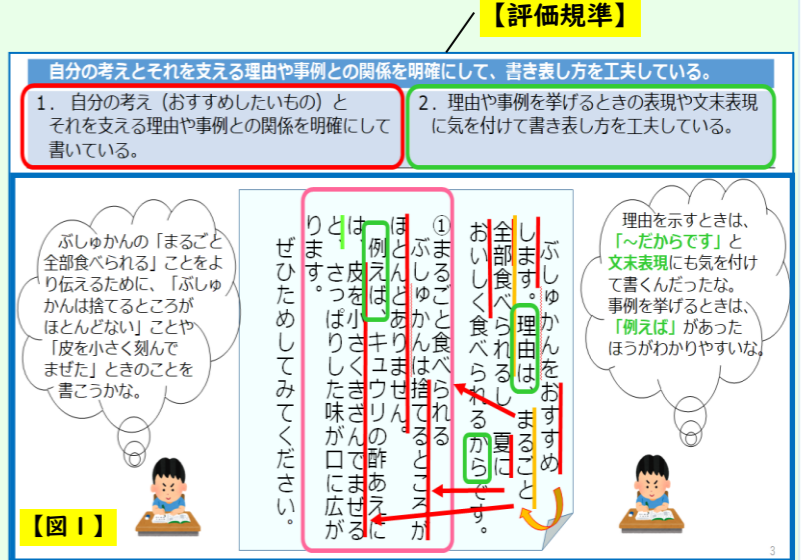 【評価規準】
自分の考えとそれを支える理由や事例との関係を明確にして、書き表し方を工夫している。
1. 自分の考え（おすすめしたいもの）と
それを支える理由や事例との関係を明確にして
書いている。
2. 理由や事例を挙げるときの表現や文末表現
に気を付けて書き表し方を工夫している。
理由を示すときは、
「～だからです」と
文末表現にも気を付け
て書くんだったな。
事例を挙げるときは、
「例えば」があった
ほうがわかりやすいな。
ぶしゅかんをおすすめ
します。理由は、まるごと
全部食べられるし、夏に
おいしく食べられるからです。
①まるごと食べられる
ぶしゅかんは捨てるところが
ほとんどありません。
例えば、キュウリの酢あえに
は、皮を小さくきざんでまぜる
と、さっぱりした味が口に広が
ります。
ぜひためしてみてください。
ぶしゅかんの「まるごと
全部食べられる」ことをよ
り伝えるために、「ぶしゅ
かんは捨てるところが
ほとんどない」ことや
「皮を小さく刻んで
まぜた」ときのことを
書こうかな。
【図１】
3